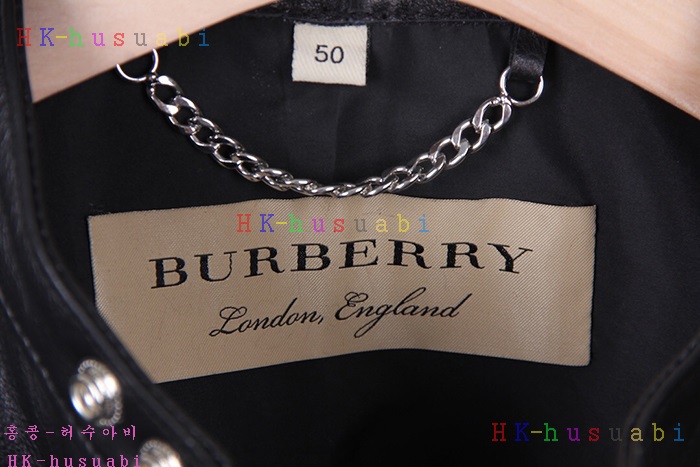 HK-husuabi
50
HK-husuabi
BURBERRY
London, England
홍콩-허수아비
HK-husuabi
HK-husuabi